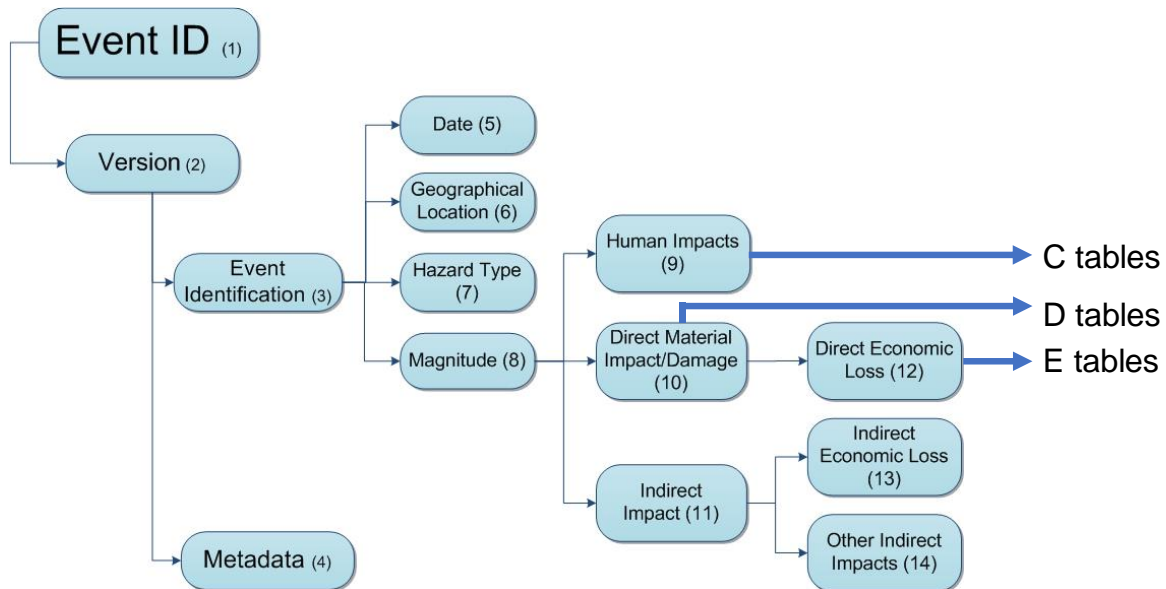 Event ID (1)
Version (2)
Event
Identification (3)
Metadata (4)
Date (5)
Geographical
Location (6)
Hazard Type
(7)
Magnitude (8)
Human Impacts
(9)
Direct Material
Impact/Damage
(10)
Indirect
Impact (11)
Direct Economic
Loss (12)
Indirect
Economic Loss
(13)
Other Indirect
Impacts (14)
C tables
D tables
E tables